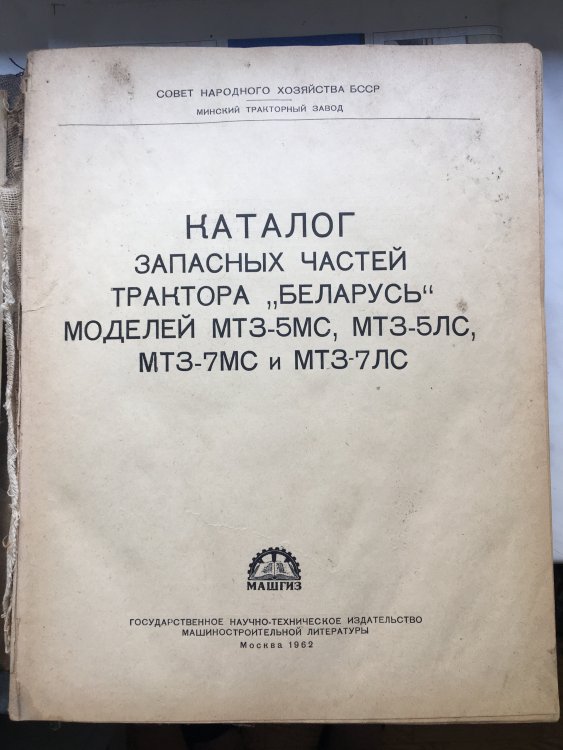 СОВЕТ НАРОДНОГО ХОЗЯЙСТВА БССР
МИНСКИЙ ТРАКТОРНЫЙ ЗАВОД
КАТАЛОГ
ЗАПАСНЫХ ЧАСТЕЙ
ТРАКТОРА „БЕЛАРУСЬ“
МОДЕЛЕЙ МТЗ-5МС, МТЗ-5ЛС,
МТЗ-7МС и МТЗ-7ЛС
МАШГИЗ
ГОСУДАРСТВЕННОЕ НАУЧНО-ТЕХНИЧЕСКОЕ ИЗДАТЕЛЬСТВО
МАШИНОСТРОИТЕЛЬНОЙ ЛИТЕРАТУРЫ
Москва 1962